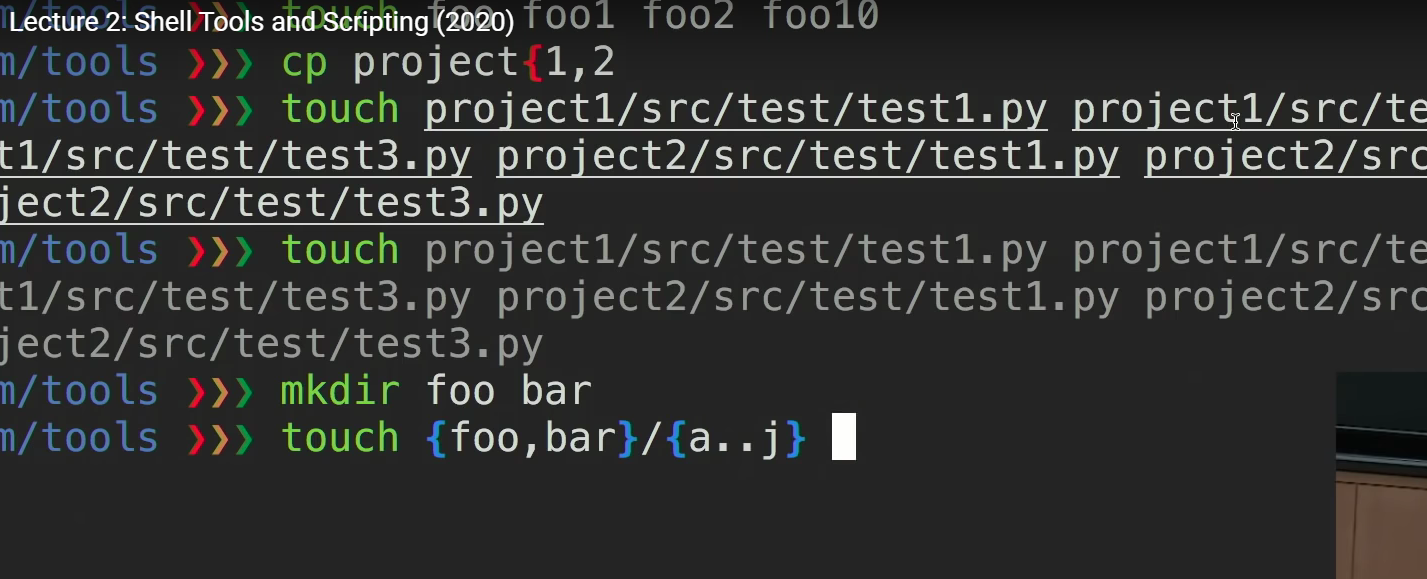 Lecture 2: Shell Tools and Scripting (2020)
touch foo foo1 foo2 foo10
m/tools ❯❯❯ cp project{1,2
m/tools ❯❯❯ touch project1/src/test/test1.py project1/src/te
t1/src/test/test3.py project2/src/test/test1.py project2/src
ject2/src/test/test3.py
m/tools ❯❯❯ touch project1/src/test/test1.py project1/src/te
t1/src/test/test3.py project2/src/test/test1.py project2/src
ject2/src/test/test3.py
m/tools ❯❯❯ mkdir foo bar
m/tools ❯❯❯ touch {foo,bar}/{a..j}